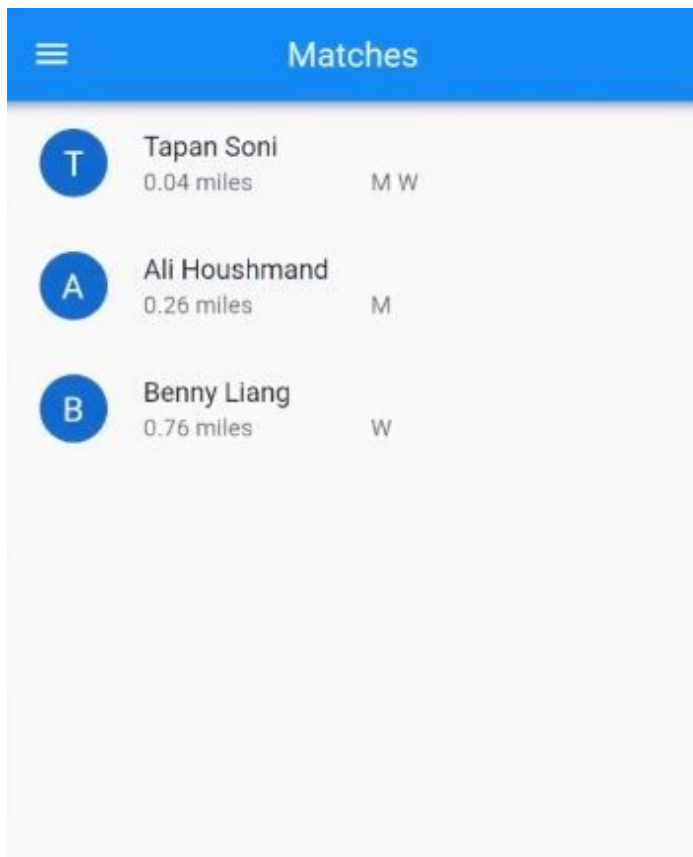 Matches
T
Tapan Soni
0.04 miles M W
A
Ali Houshmand
0.26 miles M
B
Benny Liang
0.76 miles W